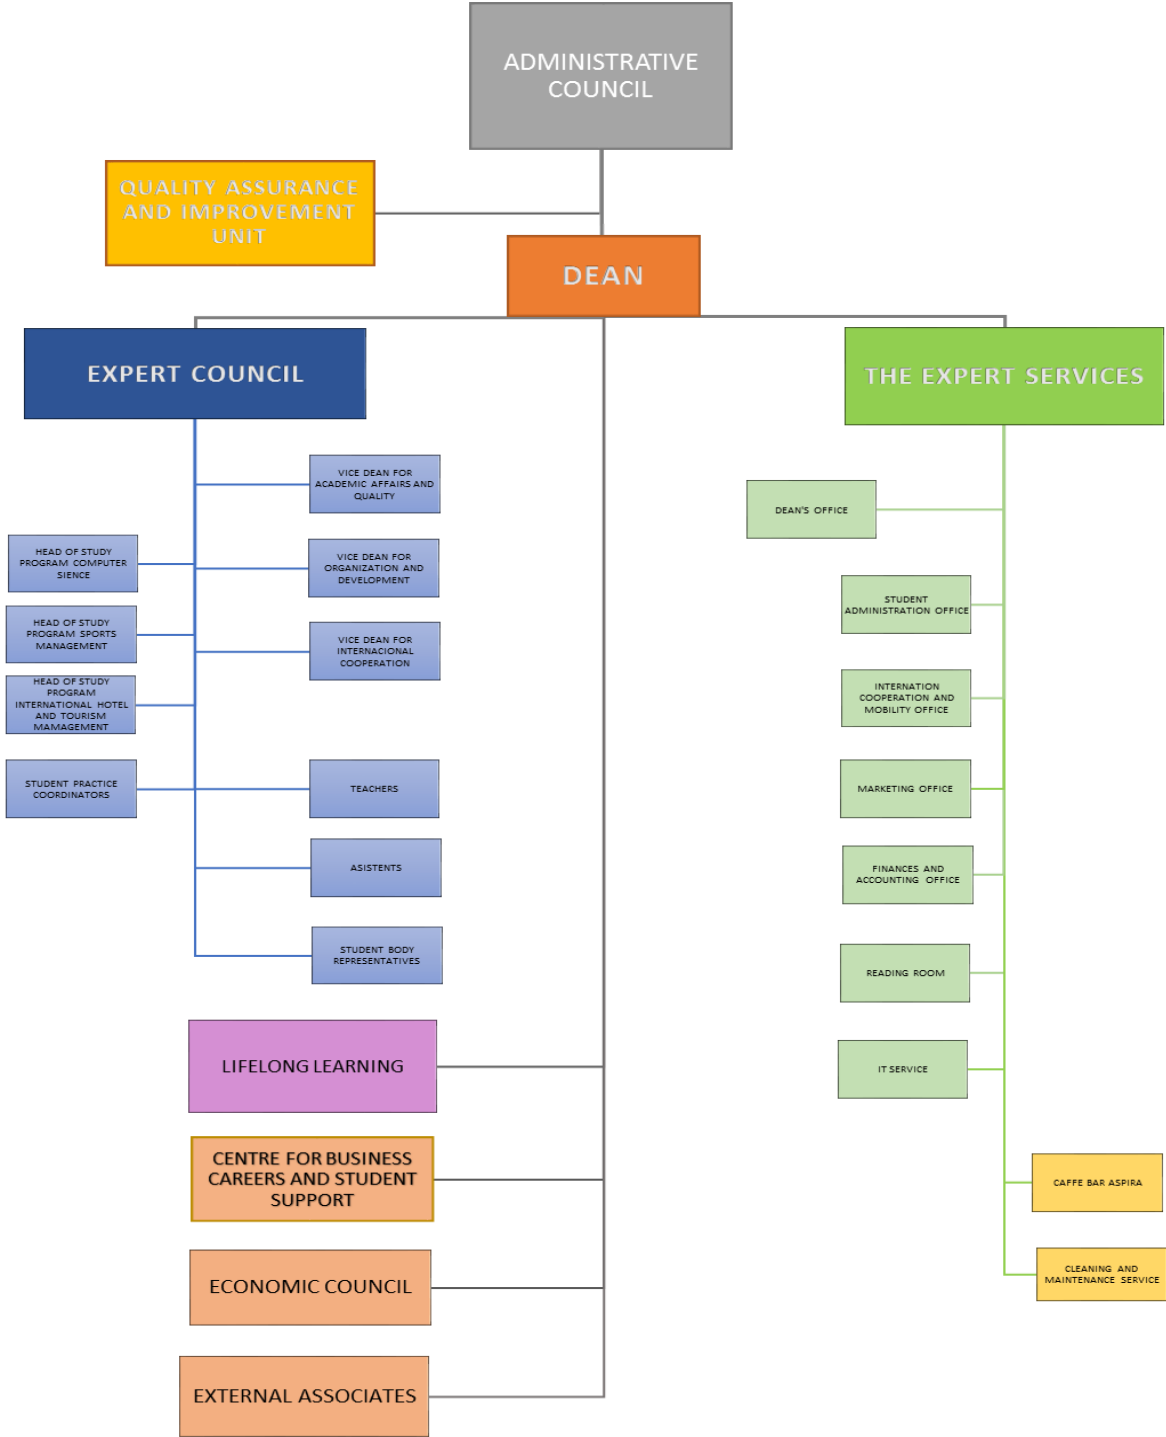 ADMINISTRATIVE
COUNCIL
QUALITY ASSURANCE
AND IMPROVEMENT
UNIT
DEAN
EXPERT COUNCIL
THE EXPERT SERVICES
VICE DEAN FOR
ACADEMIC AFFAIRS AND
QUALITY
HEAD OF STUDY
PROGRAM COMPUTER
SIENCE
VICE DEAN FOR
ORGANIZATION AND
DEVELOPMENT
HEAD OF STUDY
PROGRAM SPORTS
MANAGEMENT
VICE DEAN FOR
INTERNACIONAL
COOPERATION
HEAD OF STUDY
PROGRAM
INTERNATIONAL HOTEL
AND TOURISM
MAMAGEMENT
STUDENT PRACTICE
COORDINATORS
TEACHERS
ASISTENTS
STUDENT BODY
REPRESENTATIVES
DEAN'S OFFICE
STUDENT
ADMINISTRATION OFFICE
INTERNATION
COOPERATION AND
MOBILITY OFFICE
MARKETING OFFICE
FINANCES AND
ACCOUNTING OFFICE
READING ROOM
IT SERVICE
CAFFE BAR ASPIRA
CLEANING AND
MAINTENANCE SERVICE
LIFELONG LEARNING
CENTRE FOR BUSINESS
CAREERS AND STUDENT
SUPPORT
ECONOMIC COUNCIL
EXTERNAL ASSOCIATES